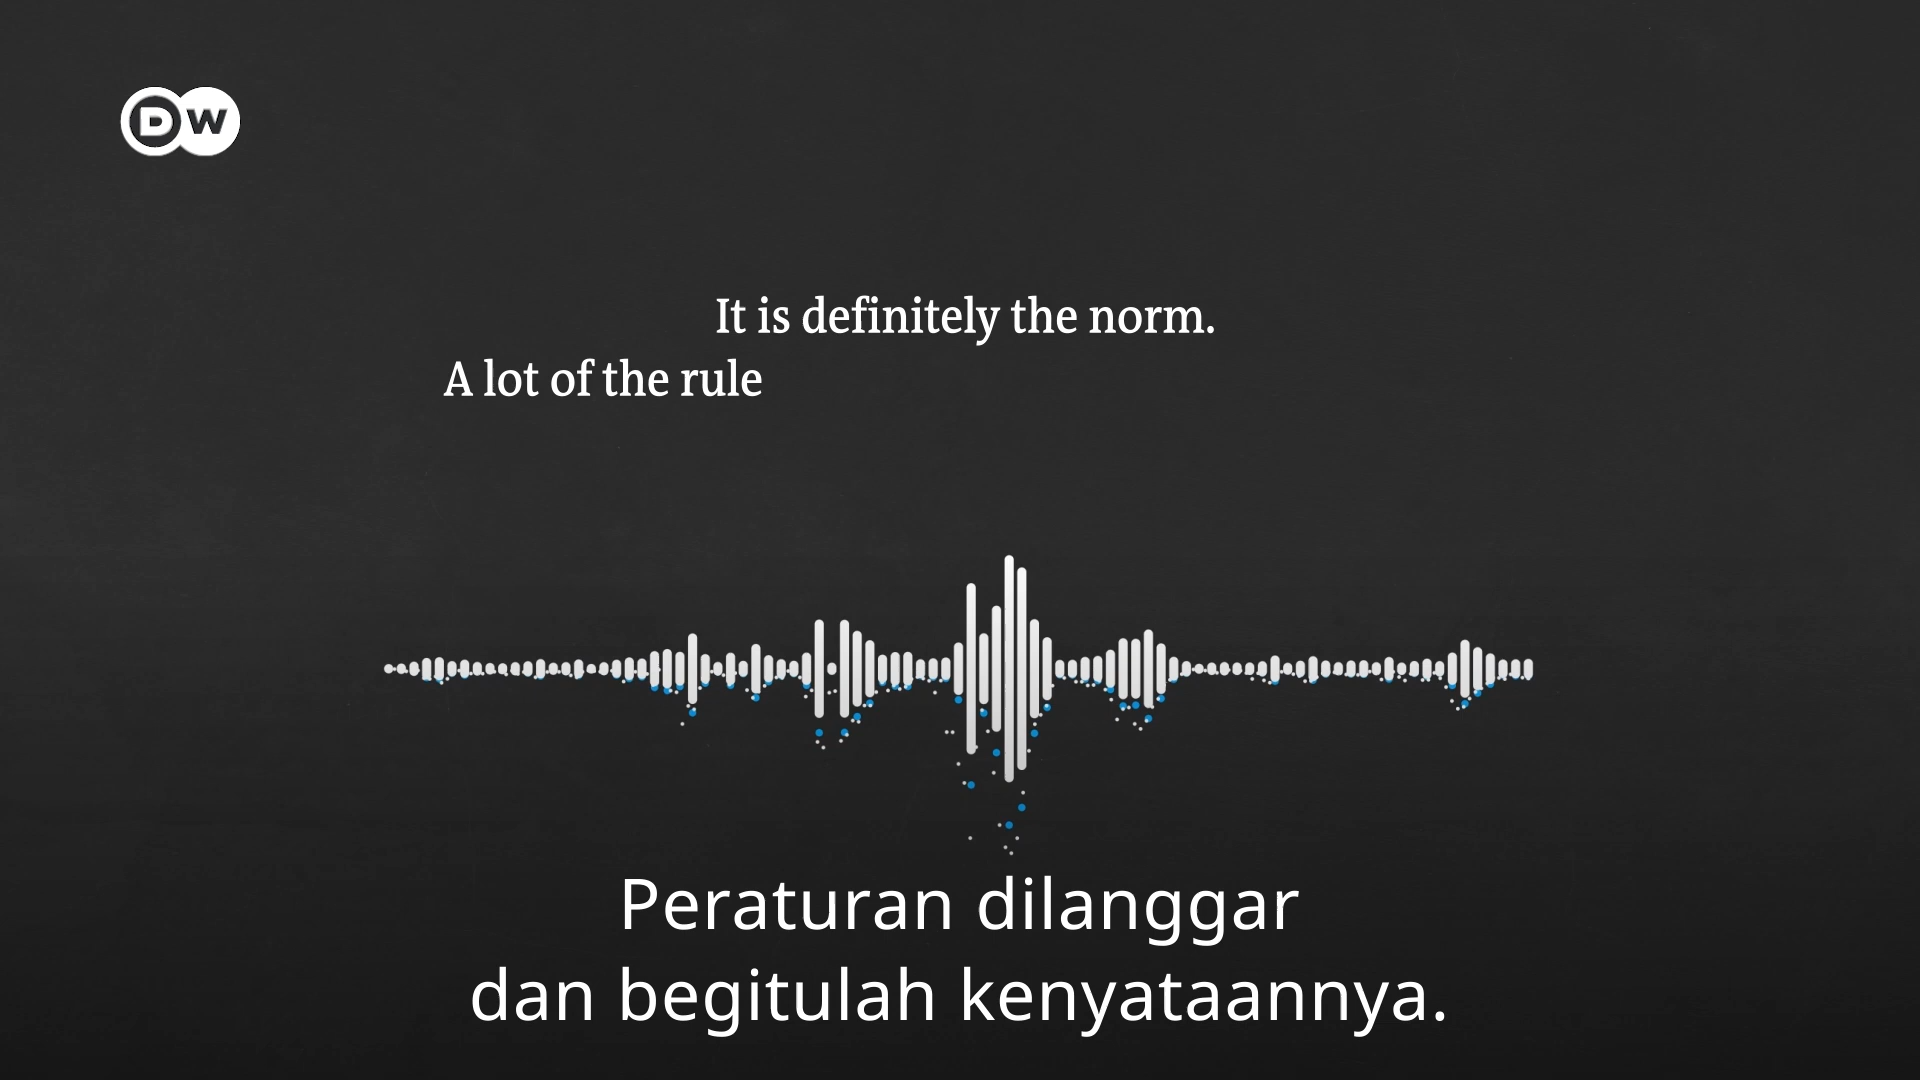 DW
It is definitely the norm.
A lot of the rule
Peraturan dilanggar
dan begitulah kenyataannya.